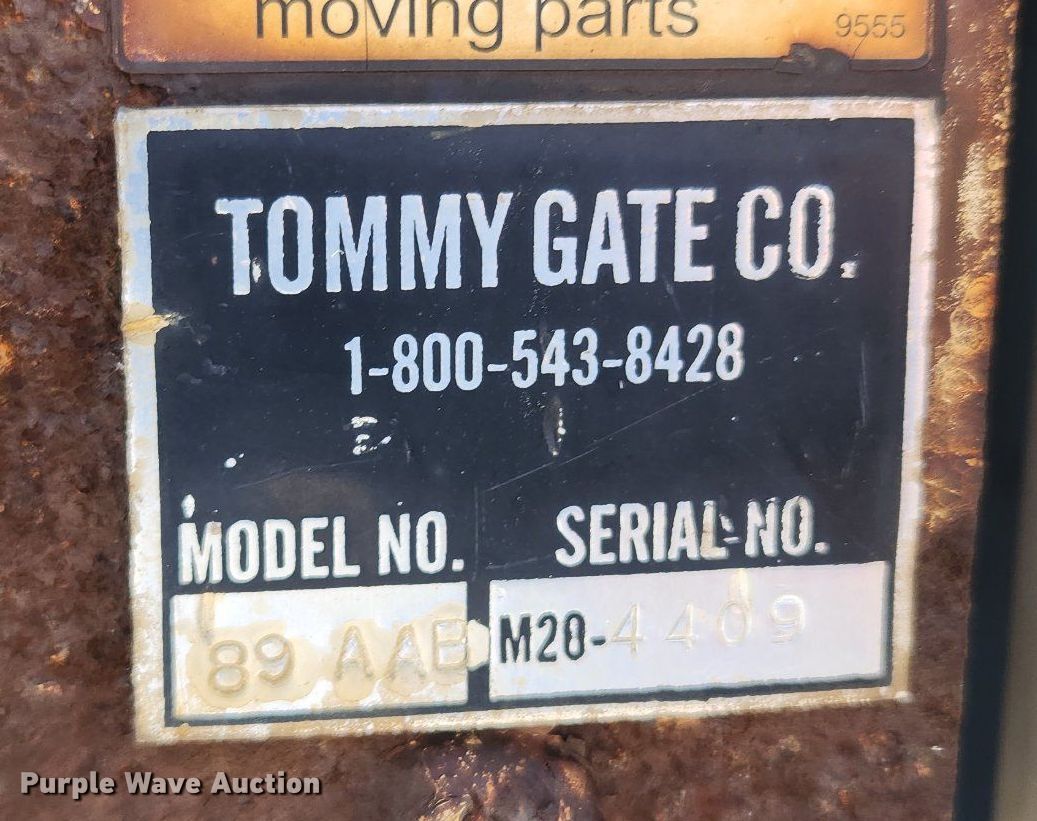 moving parts
9555
TOMMY GATE CO.
1-800-543-8428
MODEL NO. SERIAL NO.
89 AAB M20-4409
Purple Wave Auction